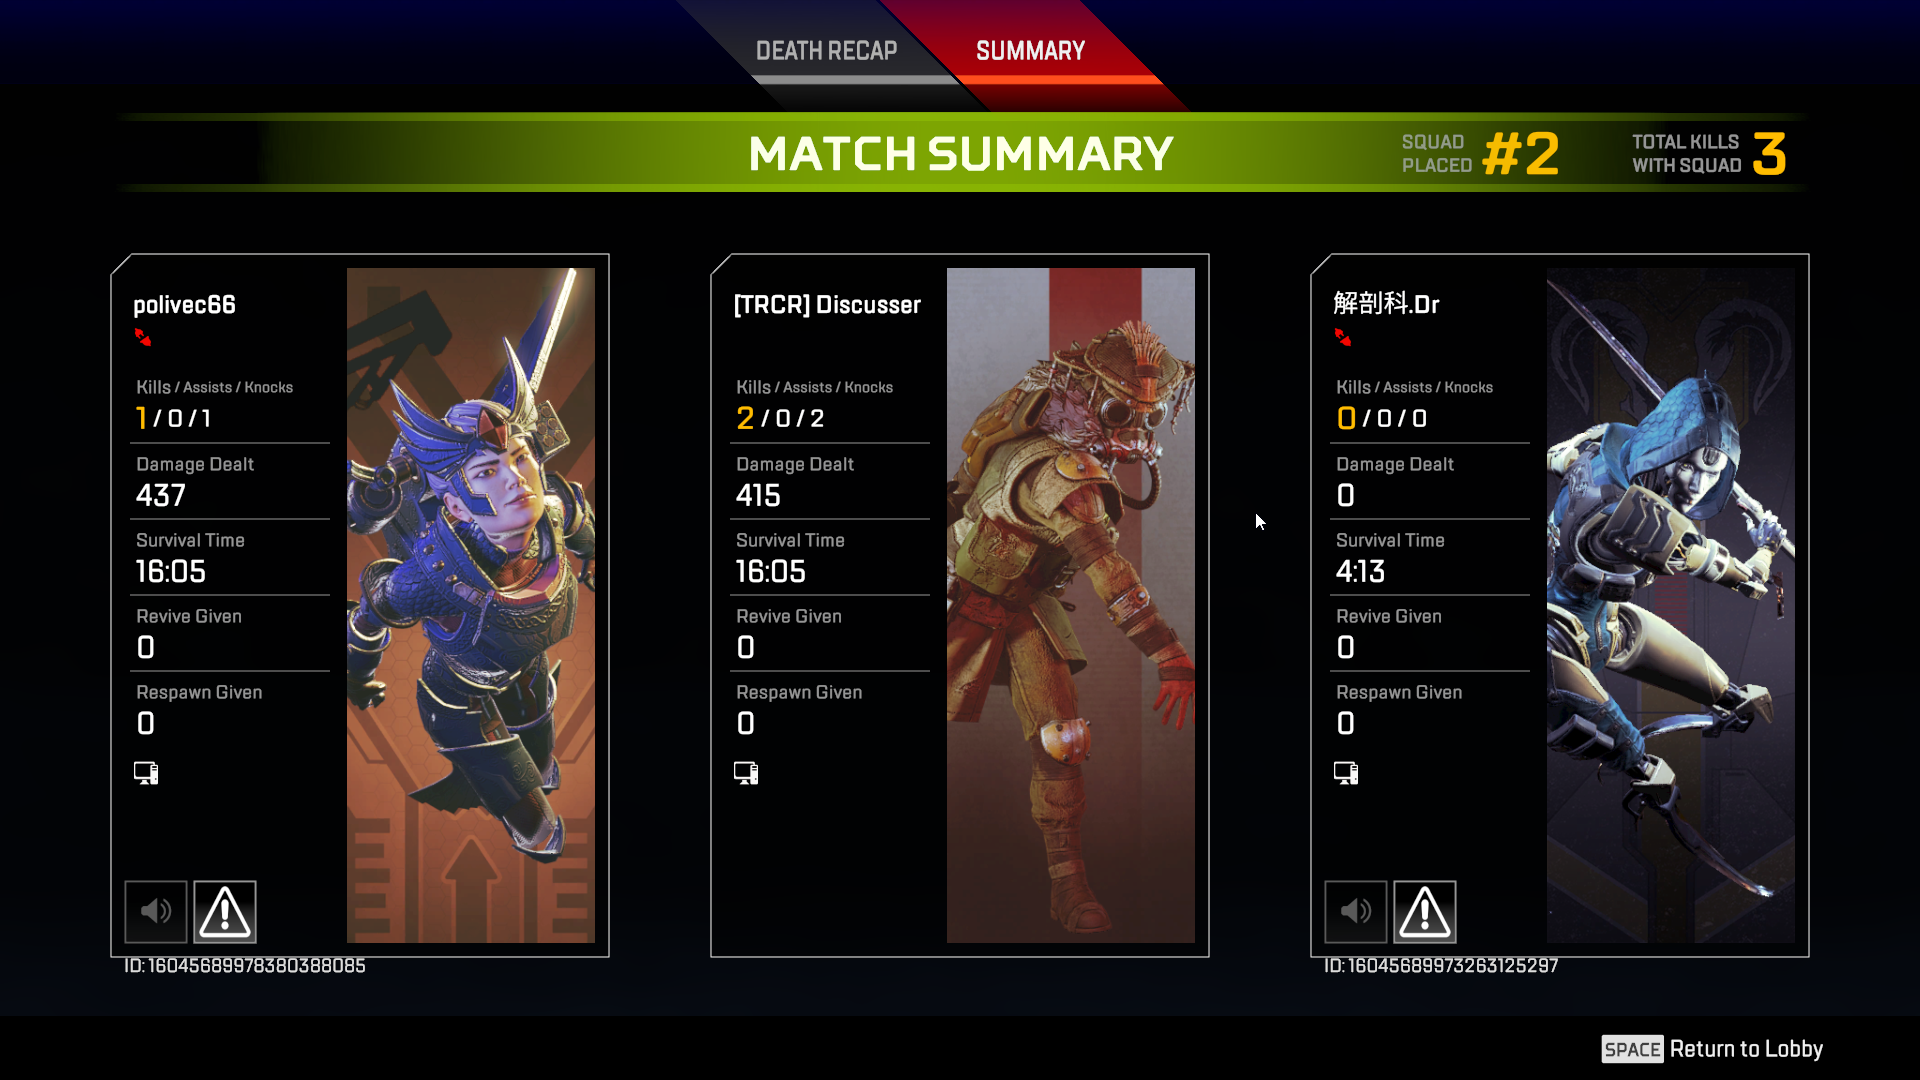 DEATH RECAP
SUMMARY
MATCH SUMMARY
SQUAD PLACED #2
TOTAL KILLS WITH SQUAD 3
polivec66
Kills / Assists / Knocks
1 / 0 / 1
Damage Dealt
437
Survival Time
16:05
Revive Given
0
Respawn Given
0
ID: 16045689978380388085
[TRCR] Discusser
Kills / Assists / Knocks
2 / 0 / 2
Damage Dealt
415
Survival Time
16:05
Revive Given
0
Respawn Given
0
解剖科.Dr
Kills / Assists / Knocks
0 / 0 / 0
Damage Dealt
0
Survival Time
4:13
Revive Given
0
Respawn Given
0
ID: 16045689973263125297
SPACE Return to Lobby